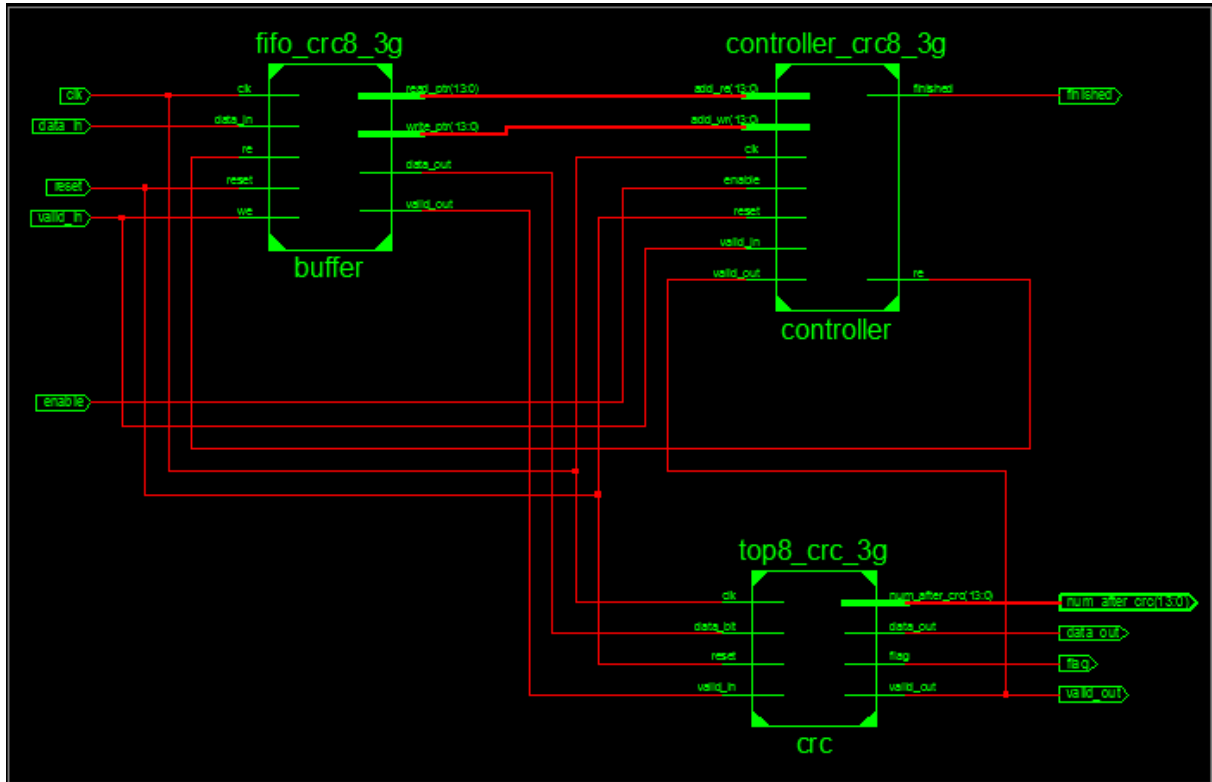 fifo_crc8_3g
controller_crc8_3g
clk
clk
read_ptr(13:0)
add_re(13:0)
finished
finished
data_in
data_in
write_ptr(13:0)
add_wr(13:0)
re
data_out
clk
reset
reset
enable
valid_in
we
valid_out
reset
valid_in
buffer
valid_out
re
controller
enable
top8_crc_3g
clk
num_after_crc(13:0)
num_after_crc(13:0)
data_bit
data_out
data_out
reset
flag
flag
valid_in
valid_out
valid_out
crc